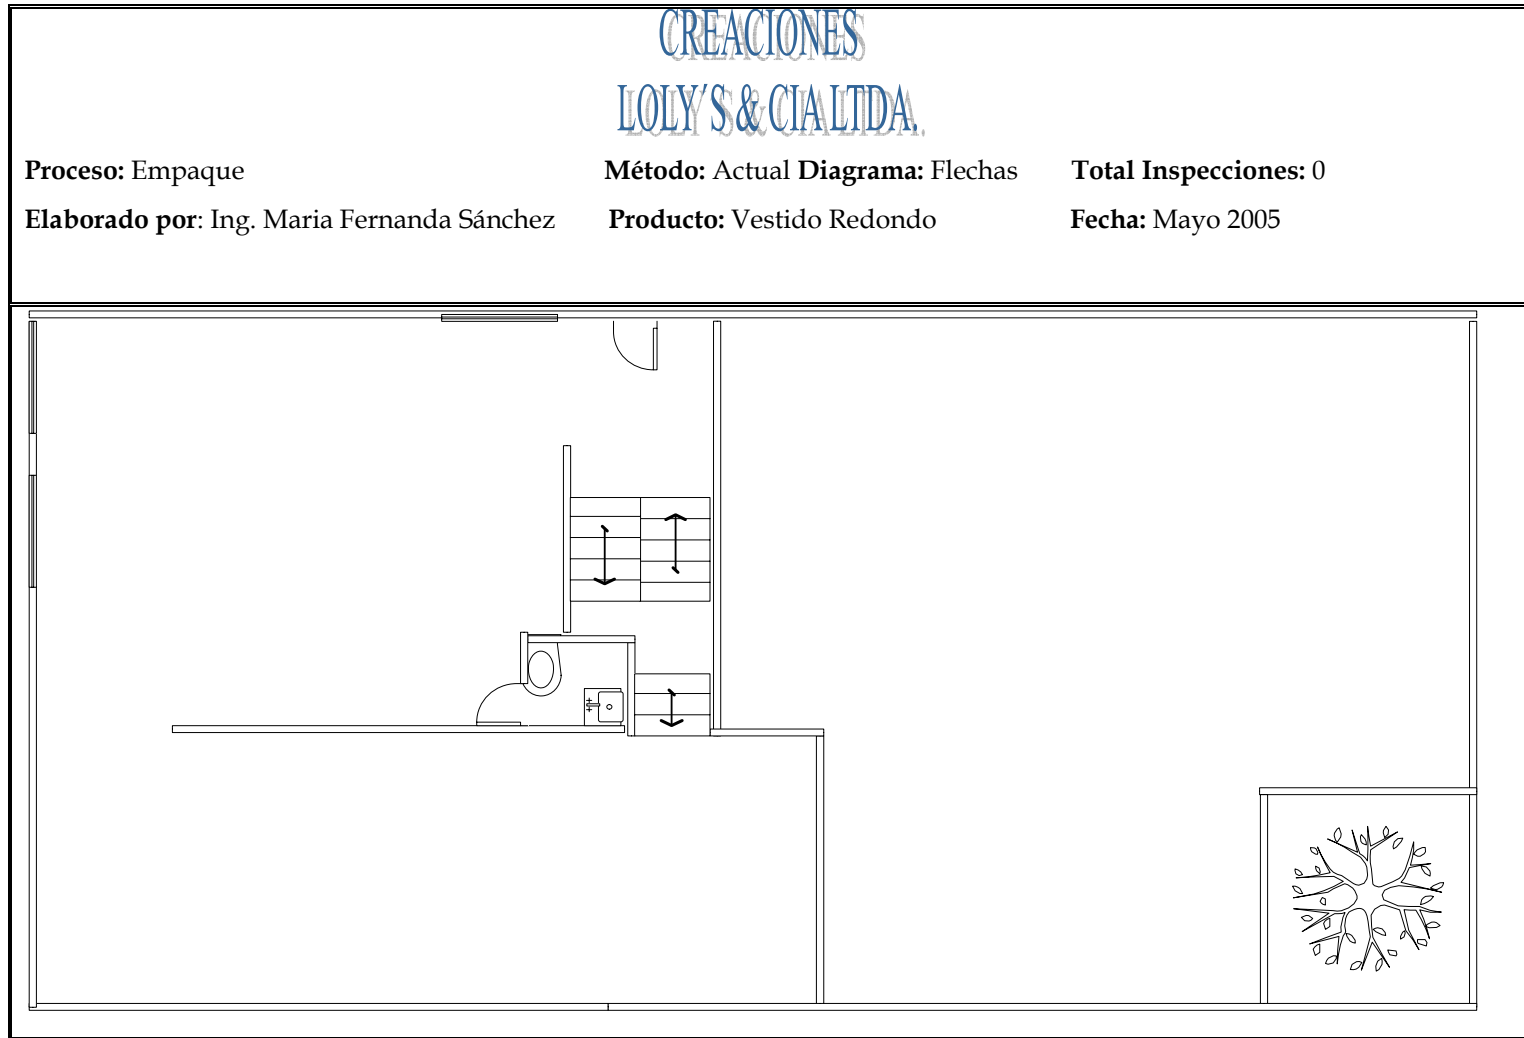 CREACIONES
LOLY´S & CIA LTDA.
Proceso: Empaque Método: Actual Diagrama: Flechas Total Inspecciones: 0
Elaborado por: Ing. Maria Fernanda Sánchez Producto: Vestido Redondo Fecha: Mayo 2005